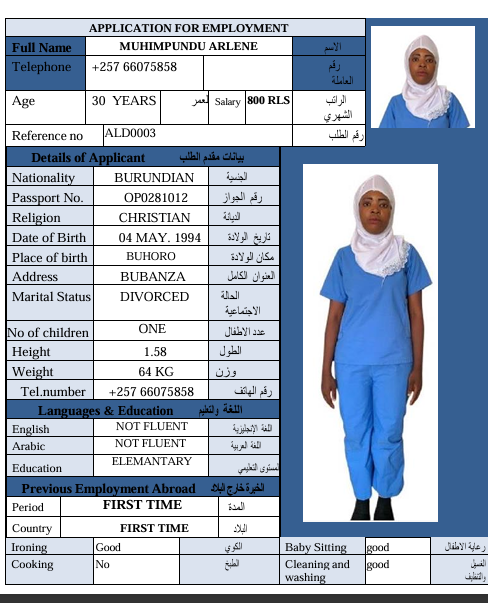 APPLICATION FOR EMPLOYMENT
Full Name MUHIMPUNDU ARLENE الاسم
Telephone +257 66075858 رقم
العاملة
Age 30 YEARS لعمر Salary 800 RLS الراتب
الشهري
Reference no ALD0003 رقم الطلب
Details of Applicant بيانات مقدم الطلب
Nationality BURUNDIAN الجنسية
Passport No. OP0281012 رقم الجواز
Religion CHRISTIAN الديانة
Date of Birth 04 MAY. 1994 تاريخ الولادة
Place of birth BUHORO مكان الولادة
Address BUBANZA العنوان الكامل
Marital Status DIVORCED الحالة
الاجتماعية
No of children ONE عدد الاطفال
Height 1.58 الطول
Weight 64 KG وزن
Tel.number +257 66075858 رقم الهاتف
Languages & Education اللغة والتعليم
English NOT FLUENT اللغة الإنجليزية
Arabic NOT FLUENT اللغة العربية
Education ELEMANTARY لمستوى التعليمي
Previous Employment Abroad الخبرة خارج البلاد
Period FIRST TIME المدة
Country FIRST TIME البلاد
Ironing Good الكوي Baby Sitting good رعاية الاطفال
Cooking No الطبخ Cleaning and good الغسيل
washing والتنظيف